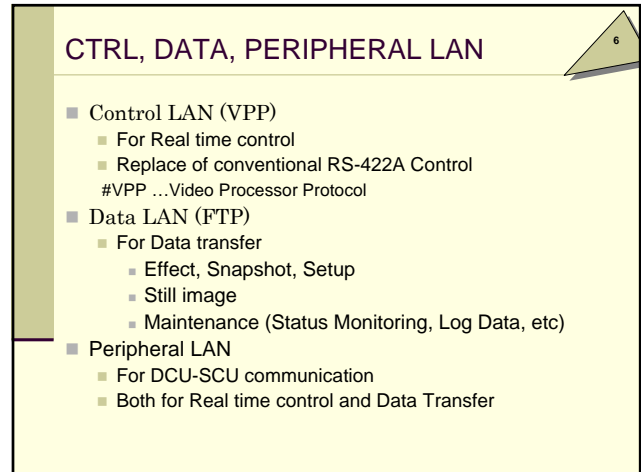 CTRL, DATA, PERIPHERAL LAN
6
Control LAN (VPP)
For Real time control
Replace of conventional RS-422A Control
#VPP …Video Processor Protocol
Data LAN (FTP)
For Data transfer
Effect, Snapshot, Setup
Still image
Maintenance (Status Monitoring, Log Data, etc)
Peripheral LAN
For DCU-SCU communication
Both for Real time control and Data Transfer